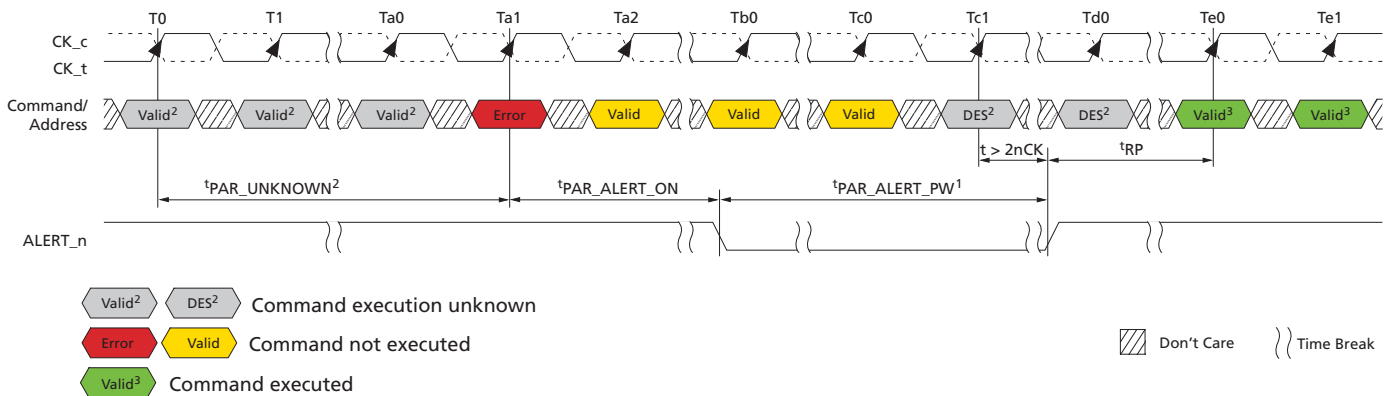 T0 T1 Ta0 Ta1 Ta2 Tb0 Tc0 Tc1 Td0 Te0 Te1
CK_c
CK_t
Command/
Address
Valid² Valid² Valid² Error Valid Valid Valid DES² DES² Valid³ Valid³
t > 2nCK tRP
tPAR_UNKNOWN² tPAR_ALERT_ON tPAR_ALERT_PW¹
ALERT_n
Valid² DES² Command execution unknown
Error Valid Command not executed
Don't Care Time Break
Valid³ Command executed